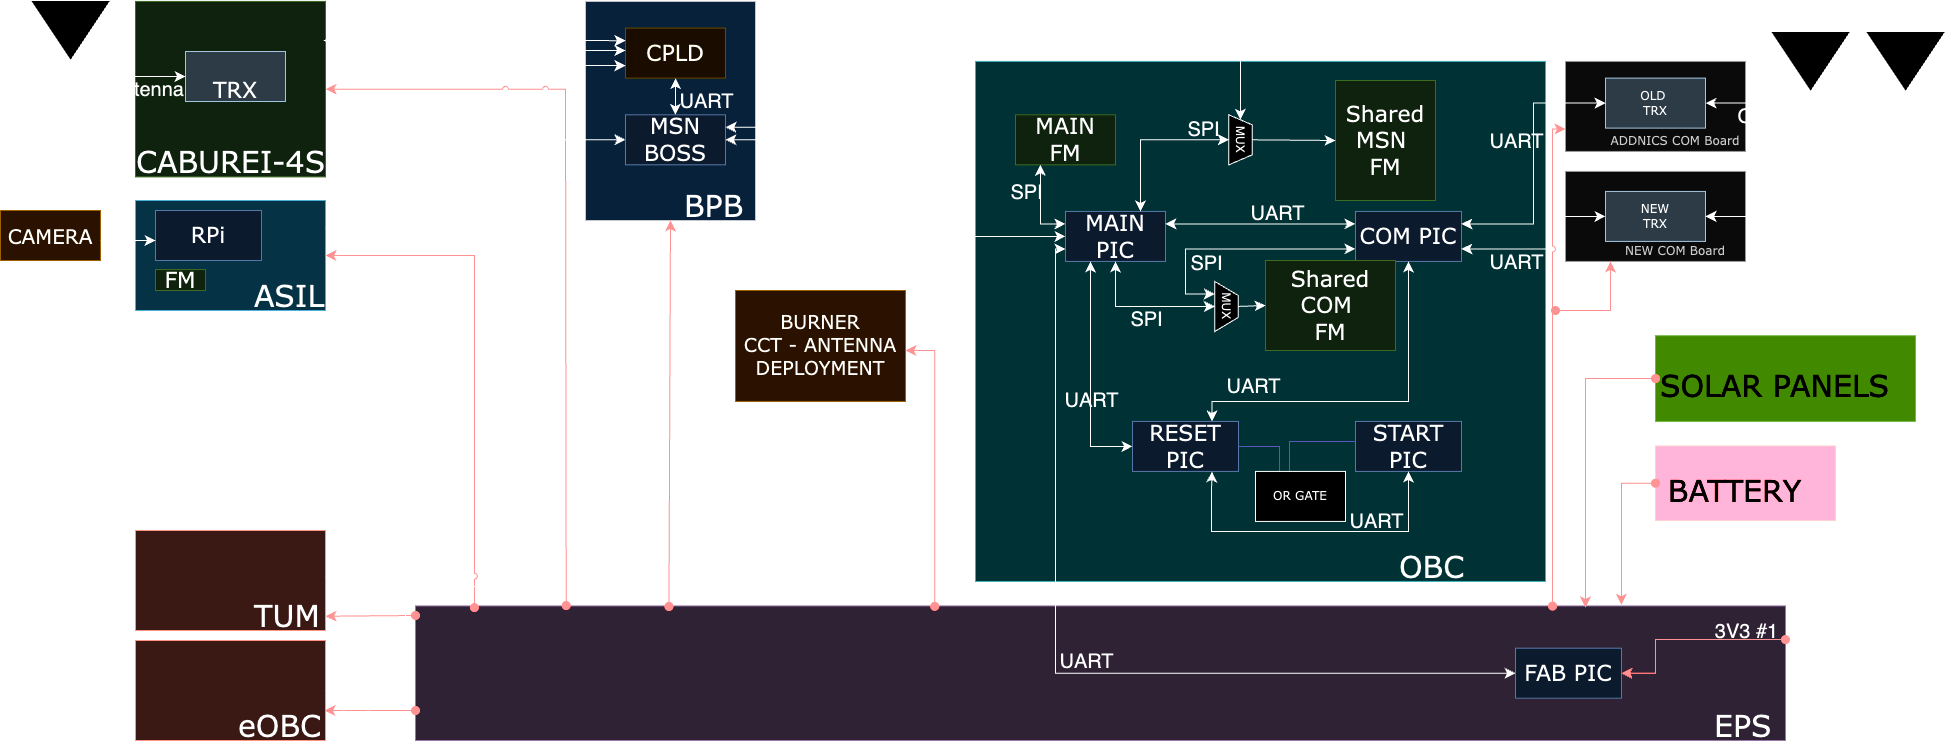 TRX
tenna
CABUREI-4S
CAMERA
RPi
FM
ASIL
TUM
eOBC
CPLD
UART
MSN
BOSS
BPB
BURNER
CCT - ANTENNA
DEPLOYMENT
MAIN
FM
SPI
SPI
MUX
Shared
MSN
FM
MAIN
PIC
UART
COM PIC
UART
UART
SPI
SPI
MUX
Shared
COM
FM
UART
UART
RESET
PIC
START
PIC
OR GATE
UART
OBC
OLD
TRX
ADDNICS COM Board
NEW
TRX
NEW COM Board
SOLAR PANELS
BATTERY
3V3 #1
UART
FAB PIC
EPS